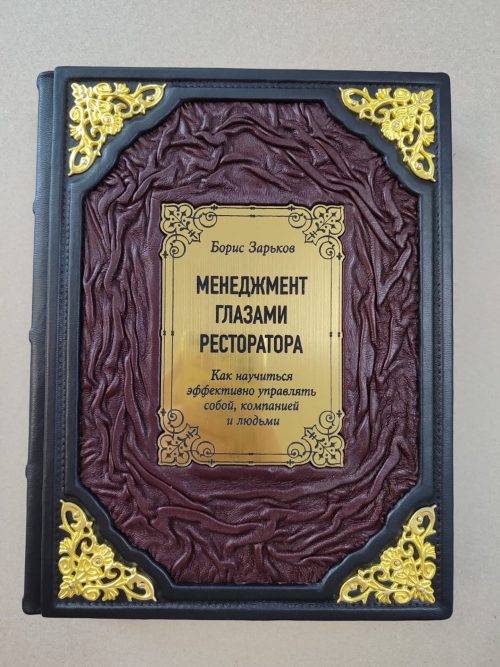 Борис Зарьков
МЕНЕДЖМЕНТ
ГЛАЗАМИ
РЕСТОРАТОРА
Как научиться
эффективно управлять
собой, компанией
и людьми